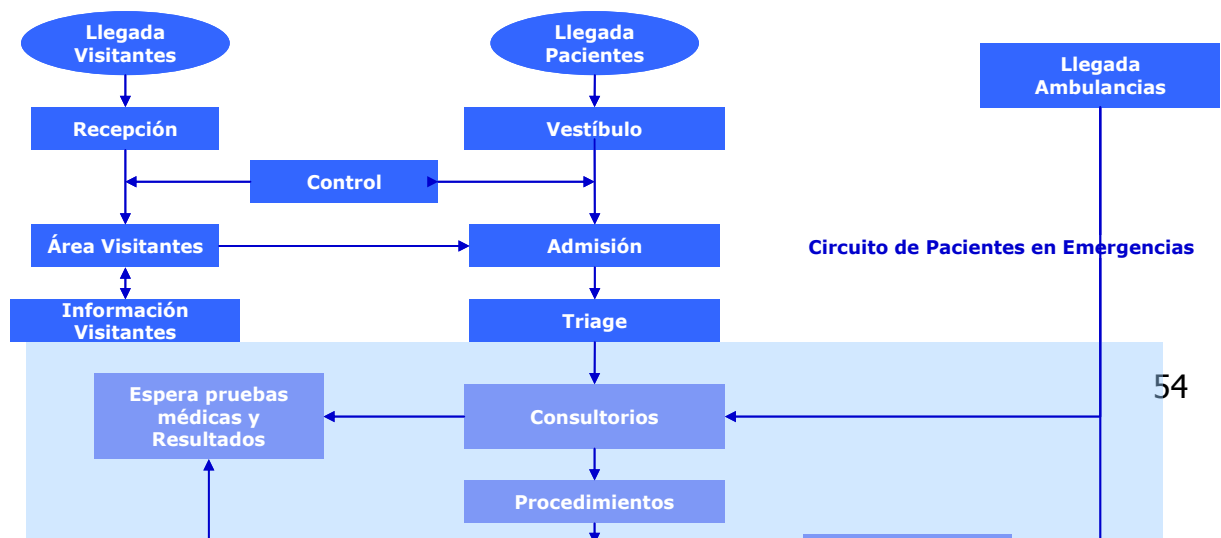 Llegada
Visitantes
Llegada
Pacientes
Llegada
Ambulancias
Recepción
Vestíbulo
Control
Área Visitantes
Admisión
Circuito de Pacientes en Emergencias
Información
Visitantes
Triage
54
Espera pruebas
médicas y
Resultados
Consultorios
Procedimientos